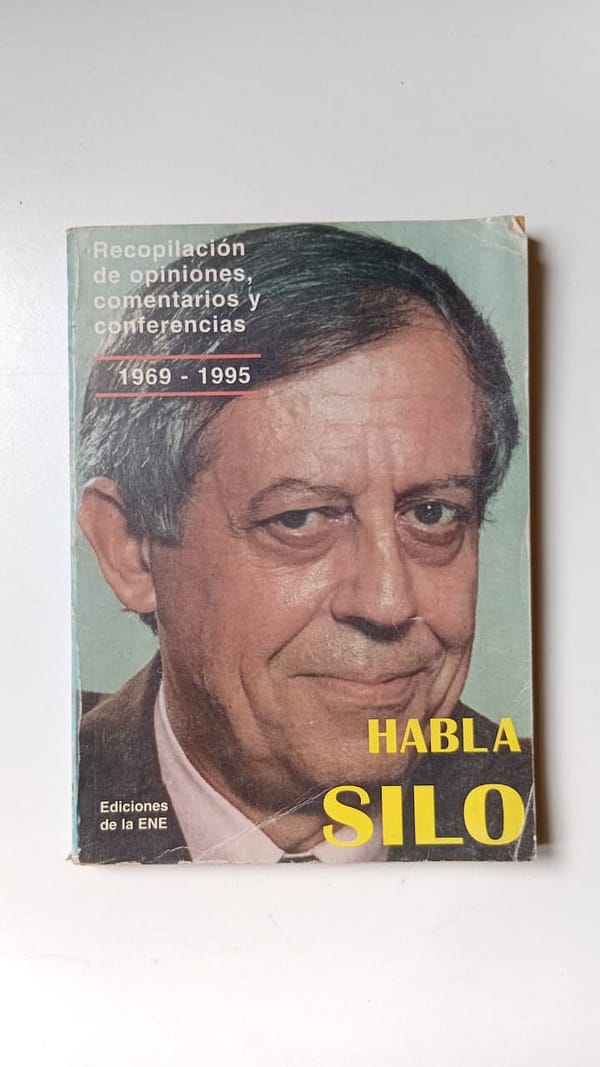 Recopilación
de opiniones,
comentarios y
conferencias
1969 - 1995
HABLA
SILO
Ediciones
de la ENE